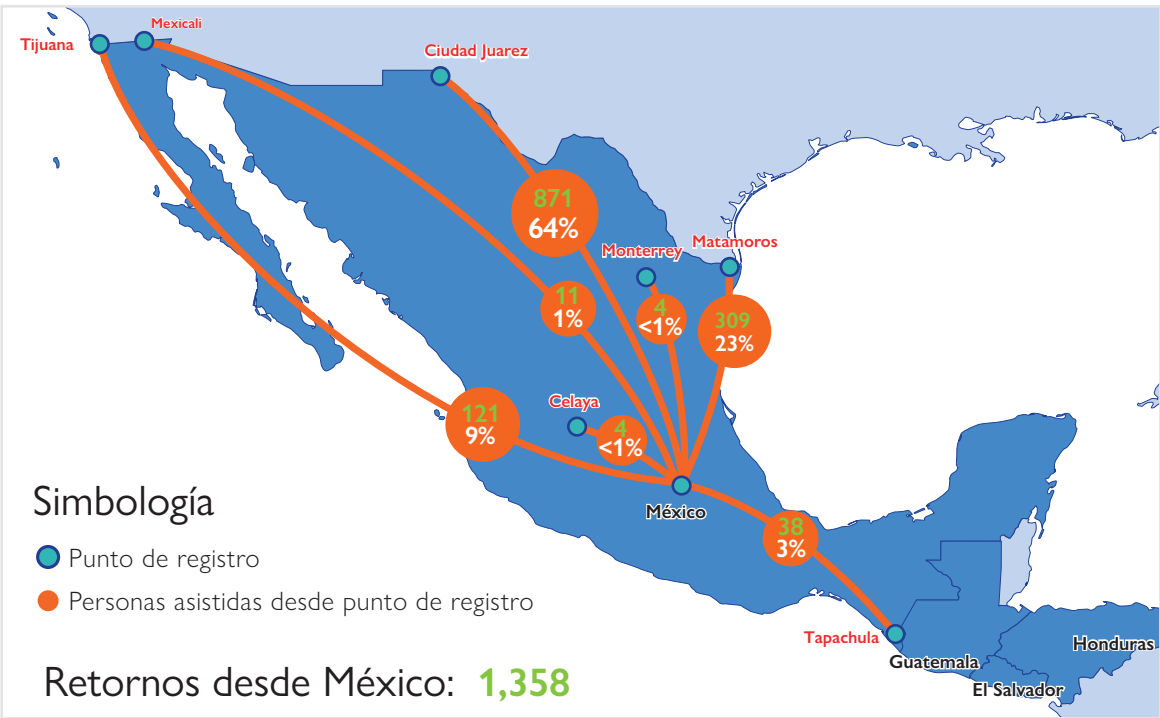 Mexicali
Tijuana
Ciudad Juarez
871
64%
Monterrey
Matamoros
11
1%
4
<1%
309
23%
Celaya
121
9%
4
<1%
México
38
3%
Simbología
Punto de registro
Personas asistidas desde punto de registro
Tapachula
Guatemala
Honduras
El Salvador
Retornos desde México: 1,358